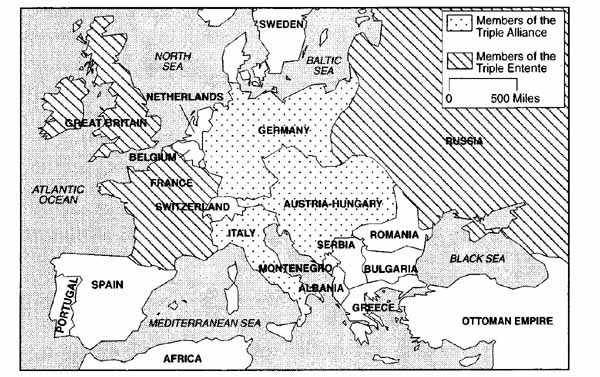 SWEDEN
Members of the
Triple Alliance
Members of the
Triple Entente
0 500 Miles
NORTH
SEA
BALTIC
SEA
NETHERLANDS
GREAT BRITAIN
GERMANY
RUSSIA
BELGIUM
FRANCE
ATLANTIC
OCEAN
SWITZERLAND
AUSTRIA-HUNGARY
ITALY
SERBIA
ROMANIA
BLACK SEA
MONTENEGRO
BULGARIA
SPAIN
PORTUGAL
ALBANIA
GREECE
MEDITERRANEAN SEA
OTTOMAN EMPIRE
AFRICA